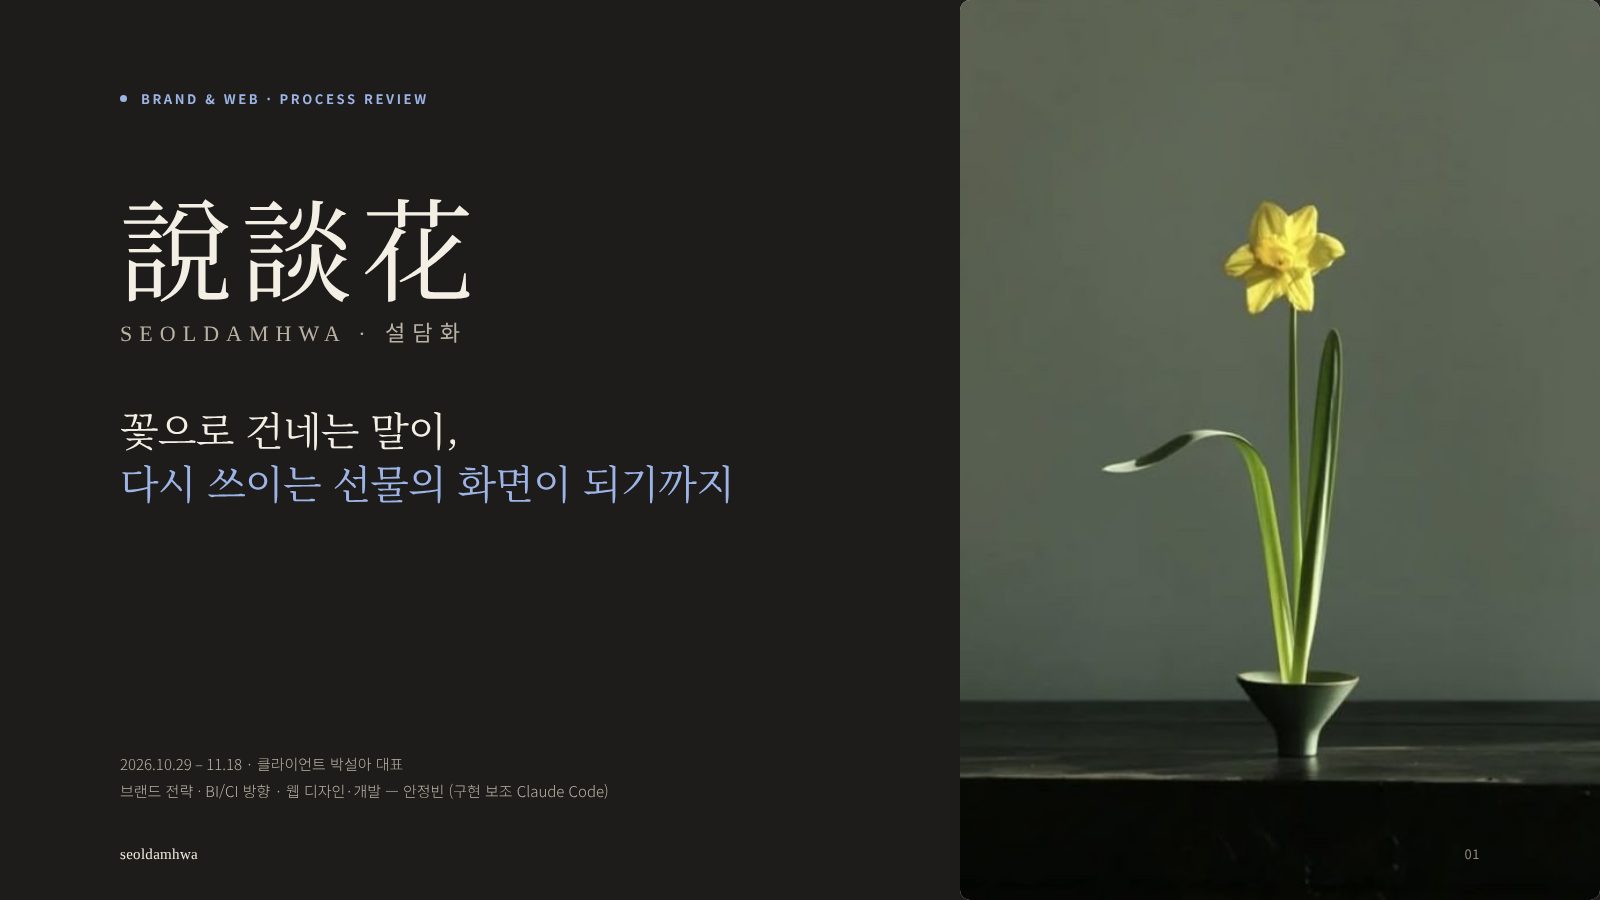 BRAND & WEB · PROCESS REVIEW
說談花
SEOLDAMHWA · 설담화
꽃으로 건네는 말이,
다시 쓰이는 선물의 화면이 되기까지
2026.10.29 – 11.18 · 클라이언트 박설아 대표
브랜드 전략 · BI/CI 방향 · 웹 디자인·개발 — 안정빈 (구현 보조 Claude Code)
seoldamhwa
01